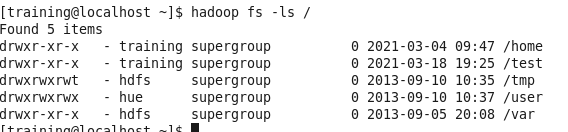 [training@localhost ~]$ hadoop fs -ls /
Found 5 items
drwxr-xr-x   - training supergroup          0 2021-03-04 09:47 /home
drwxr-xr-x   - training supergroup          0 2021-03-18 19:25 /test
drwxrwxrwt   - hdfs     supergroup          0 2013-09-10 10:35 /tmp
drwxrwxrwx   - hue      supergroup          0 2013-09-10 10:37 /user
drwxr-xr-x   - hdfs     supergroup          0 2013-09-05 20:08 /var
[training@localhost ~]$